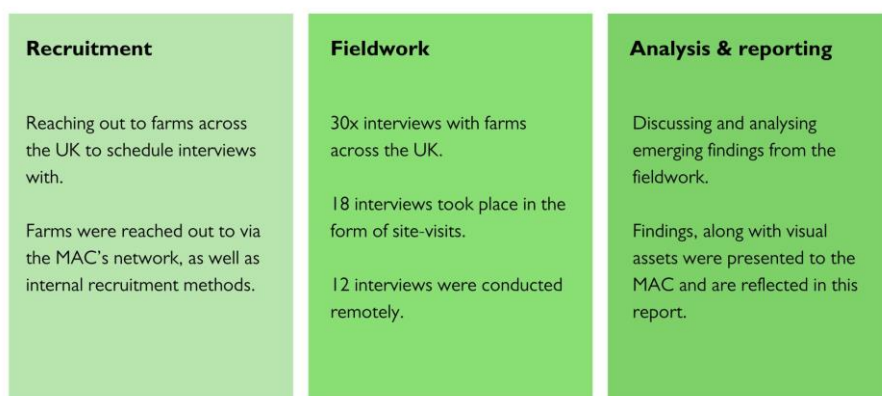 Recruitment
Reaching out to farms across
the UK to schedule interviews
with.
Farms were reached out to via
the MAC's network, as well as
internal recruitment methods.
Fieldwork
30x interviews with farms
across the UK.
18 interviews took place in the
form of site-visits.
12 interviews were conducted
remotely.
Analysis & reporting
Discussing and analysing
emerging findings from the
fieldwork.
Findings, along with visual
assets were presented to the
MAC and are reflected in this
report.